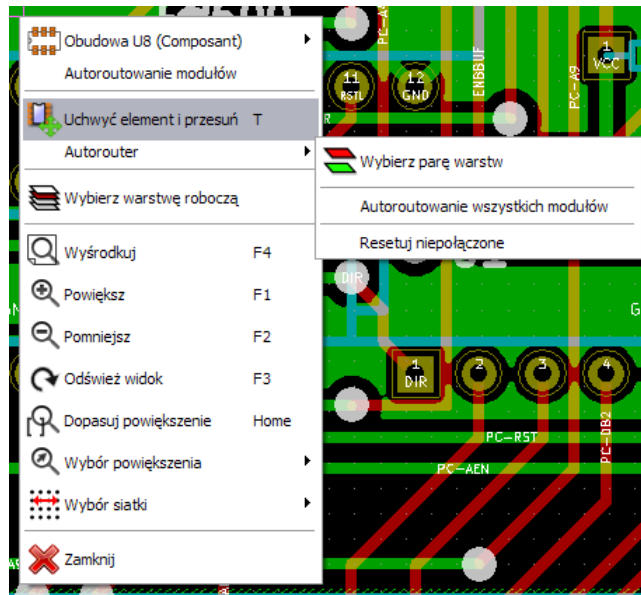 Obudowa U8 (Composant)
Autoroutowanie modułów
Uchwyć element i przesuń T
Autorouter
Wybierz warstwę roboczą
Wyśrodkuj F4
Powiększ F1
Pomniejsz F2
Odśwież widok F3
Dopasuj powiększenie Home
Wybór powiększenia
Wybór siatki
Zamknij
Wybierz parę warstw
Autoroutowanie wszystkich modułów
Resetuj niepołączone
11
RSTL
12
GND
ENBBUF
PC-A9
1
VCC
DIR
1
DIR
2
3
4
PC-RST
PC-AEN
PC-DB2